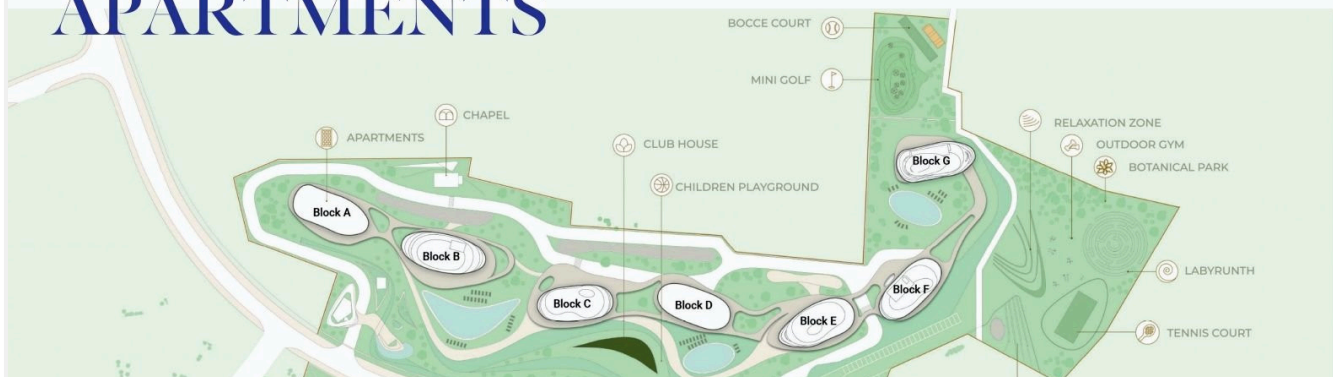 APARTMENTS
BOCCE COURT
MINI GOLF
CHAPEL
APARTMENTS
CLUB HOUSE
CHILDREN PLAYGROUND
RELAXATION ZONE
OUTDOOR GYM
BOTANICAL PARK
Block G
Block A
Block B
Block C
Block D
Block E
Block F
LABYRUNTH
TENNIS COURT